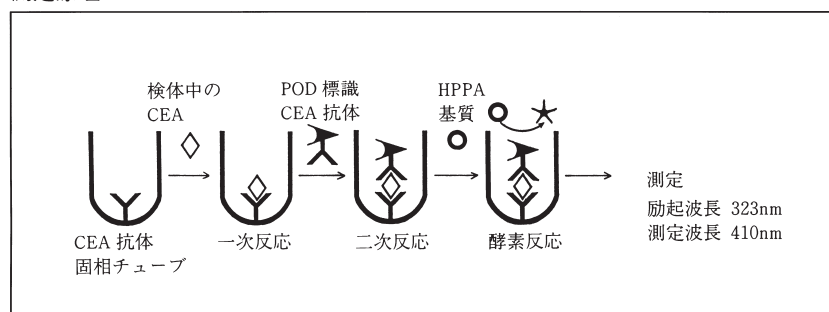 検体中の
CEA
POD 標識
CEA 抗体
HPPA
基質
CEA 抗体
固相チューブ
一次反応
二次反応
酵素反応
測定
励起波長 323nm
測定波長 410nm